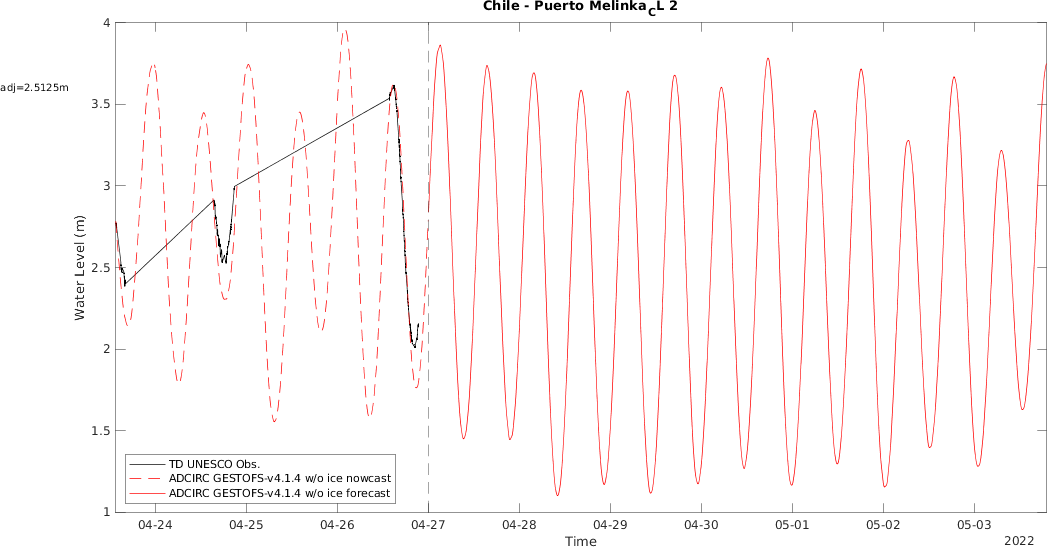 Chile - Puerto MelinkaCL 2
adj=2.5125m
Water Level (m)
4
3.5
3
2.5
2
1.5
1
TD UNESCO Obs.
ADCIRC GESTOFS-v4.1.4 w/o ice nowcast
ADCIRC GESTOFS-v4.1.4 w/o ice forecast
04-24 04-25 04-26 04-27 04-28 04-29 04-30 05-01 05-02 05-03
Time
2022